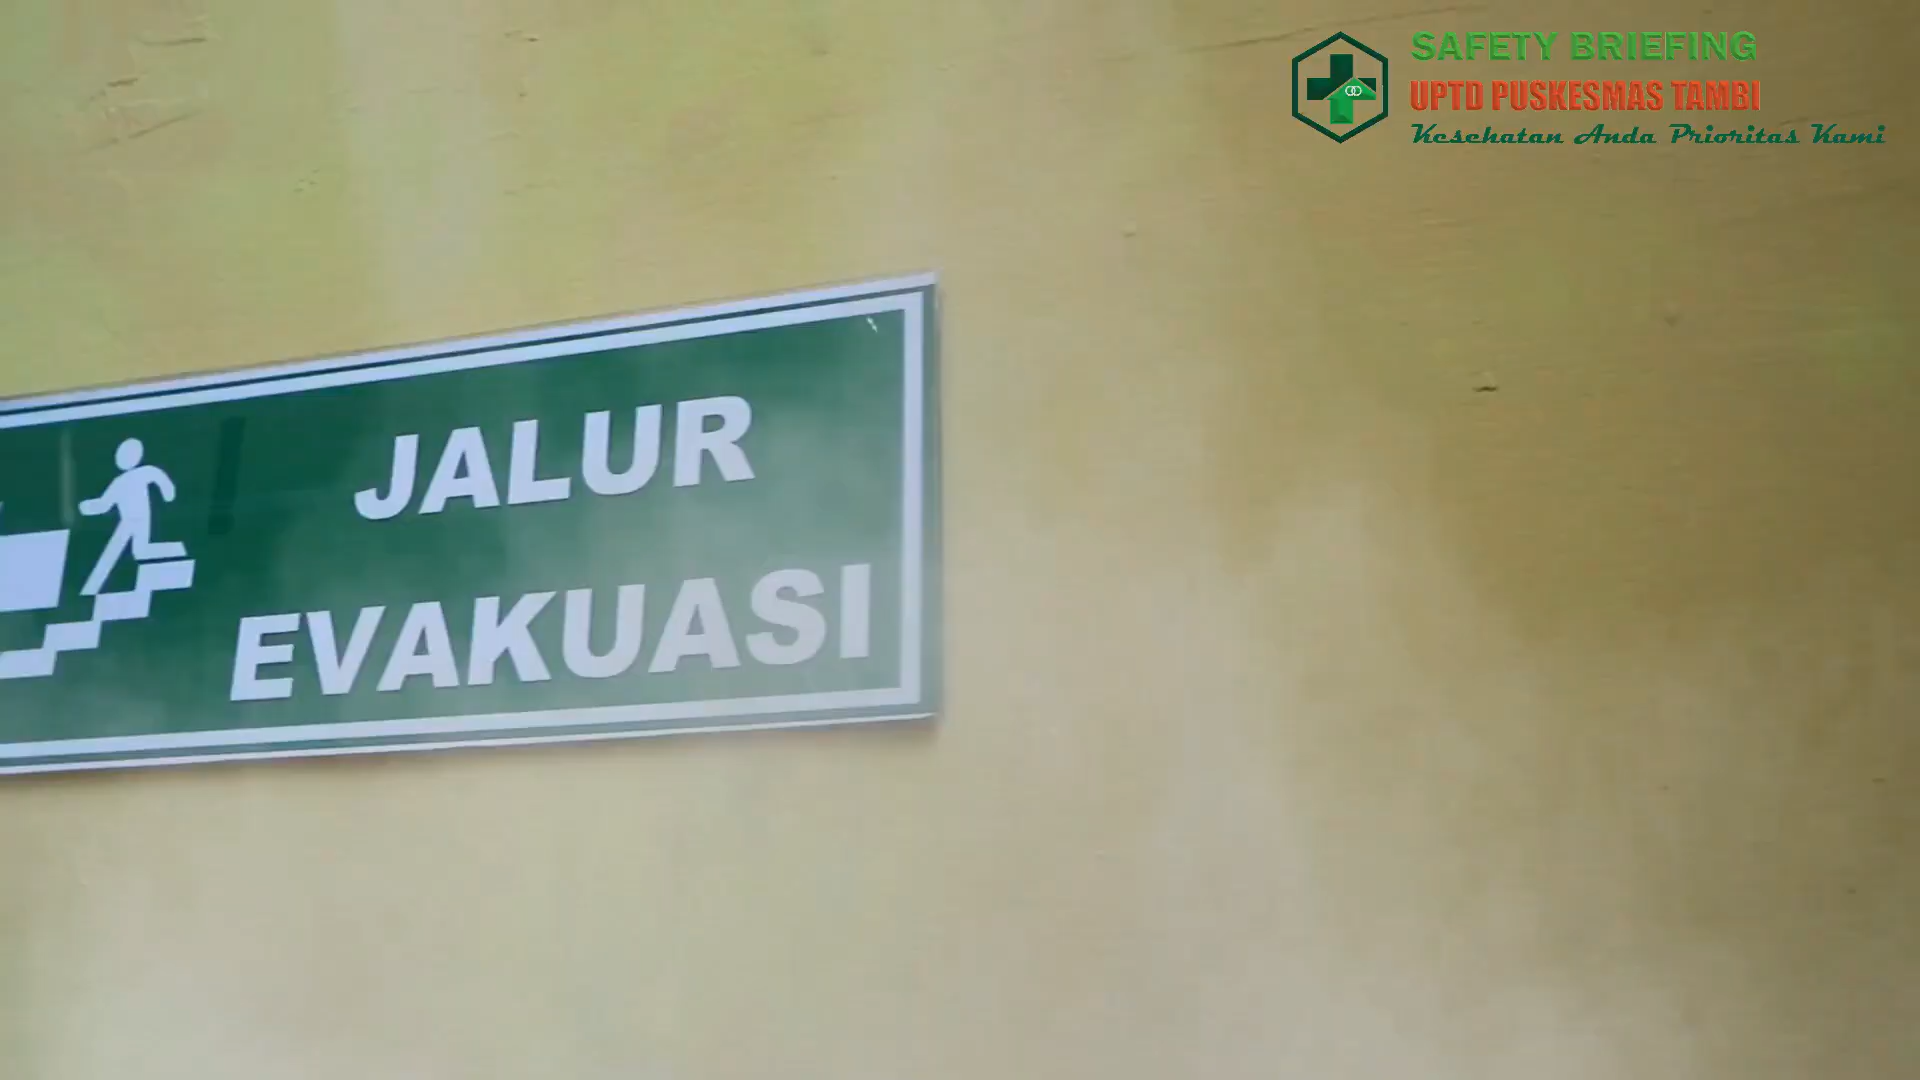 SAFETY BRIEFING
UPTD PUSKESMAS TAMBI
Kesehatan Anda Prioritas Kami
JALUR
EVAKUASI